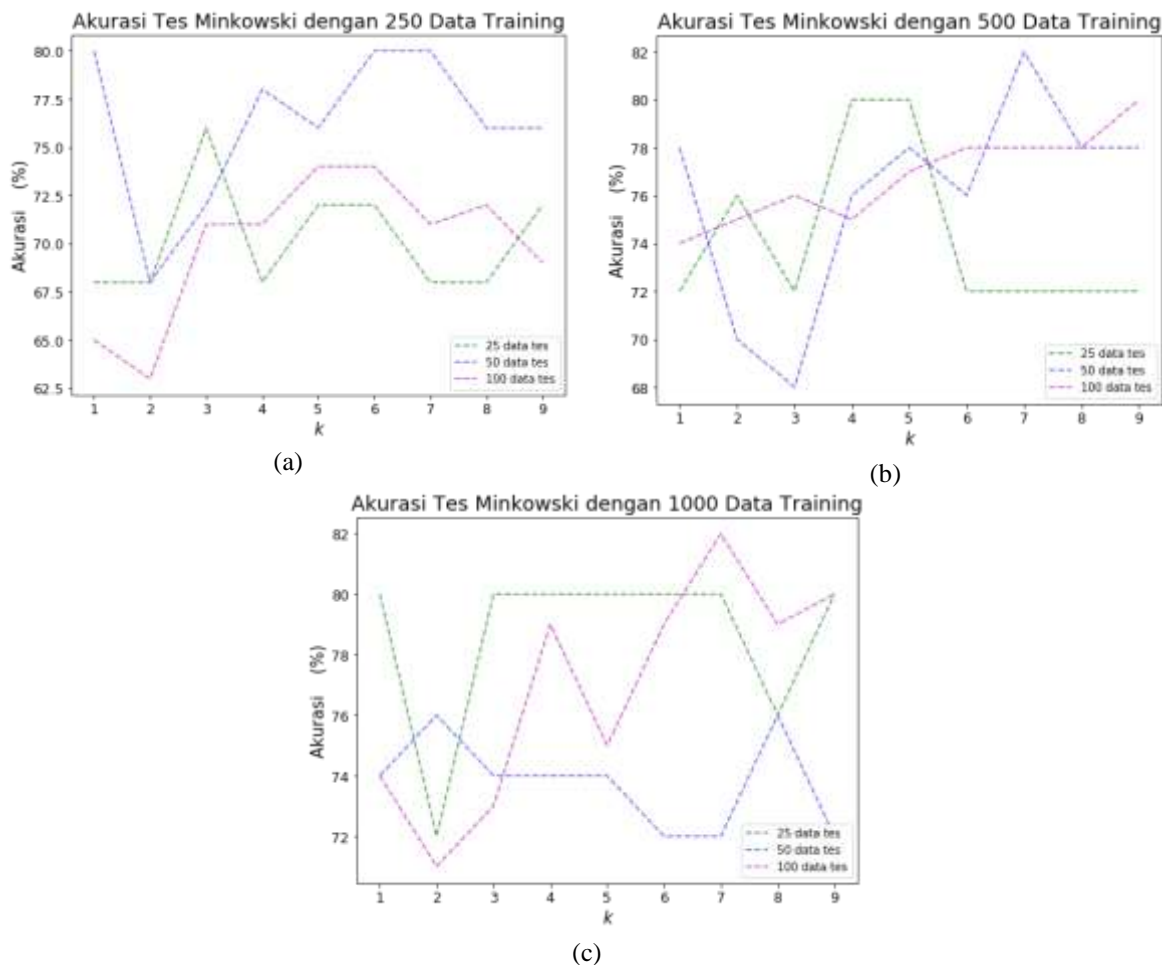 Akurasi Tes Minkowski dengan 250 Data Training
Akurasi (%)
80.0
77.5
75.0
72.5
70.0
67.5
65.0
62.5
1 2 3 4 5 6 7 8 9
k
25 data tes
50 data tes
100 data tes
(a)
Akurasi Tes Minkowski dengan 500 Data Training
Akurasi (%)
82
80
78
76
74
72
70
68
1 2 3 4 5 6 7 8 9
k
25 data tes
50 data tes
100 data tes
(b)
Akurasi Tes Minkowski dengan 1000 Data Training
Akurasi (%)
82
80
78
76
74
72
1 2 3 4 5 6 7 8 9
k
25 data tes
50 data tes
100 data tes
(c)